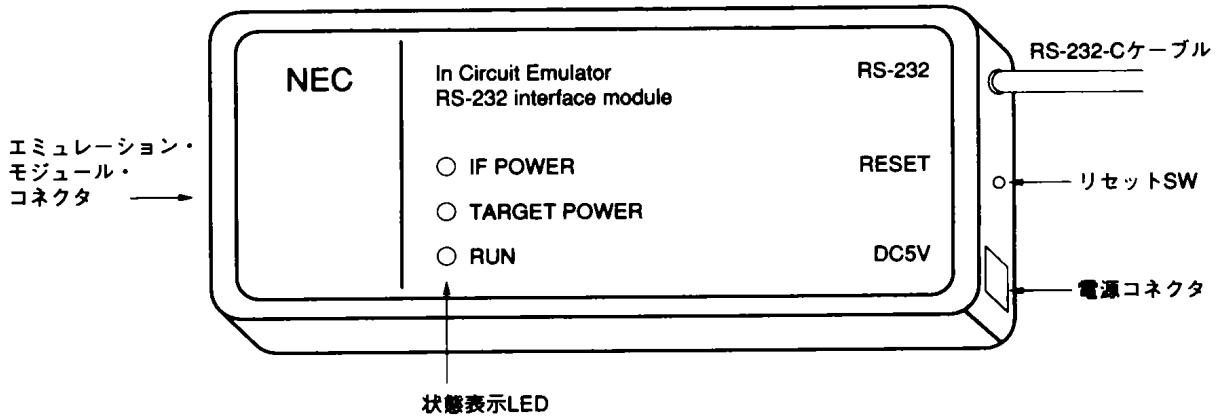 RS-232-Cケーブル
NEC
In Circuit Emulator
RS-232 interface module
RS-232
エミュレーション・
モジュール・
コネクタ
IF POWER
RESET
リセットSW
TARGET POWER
RUN
DC5V
電源コネクタ
状態表示LED